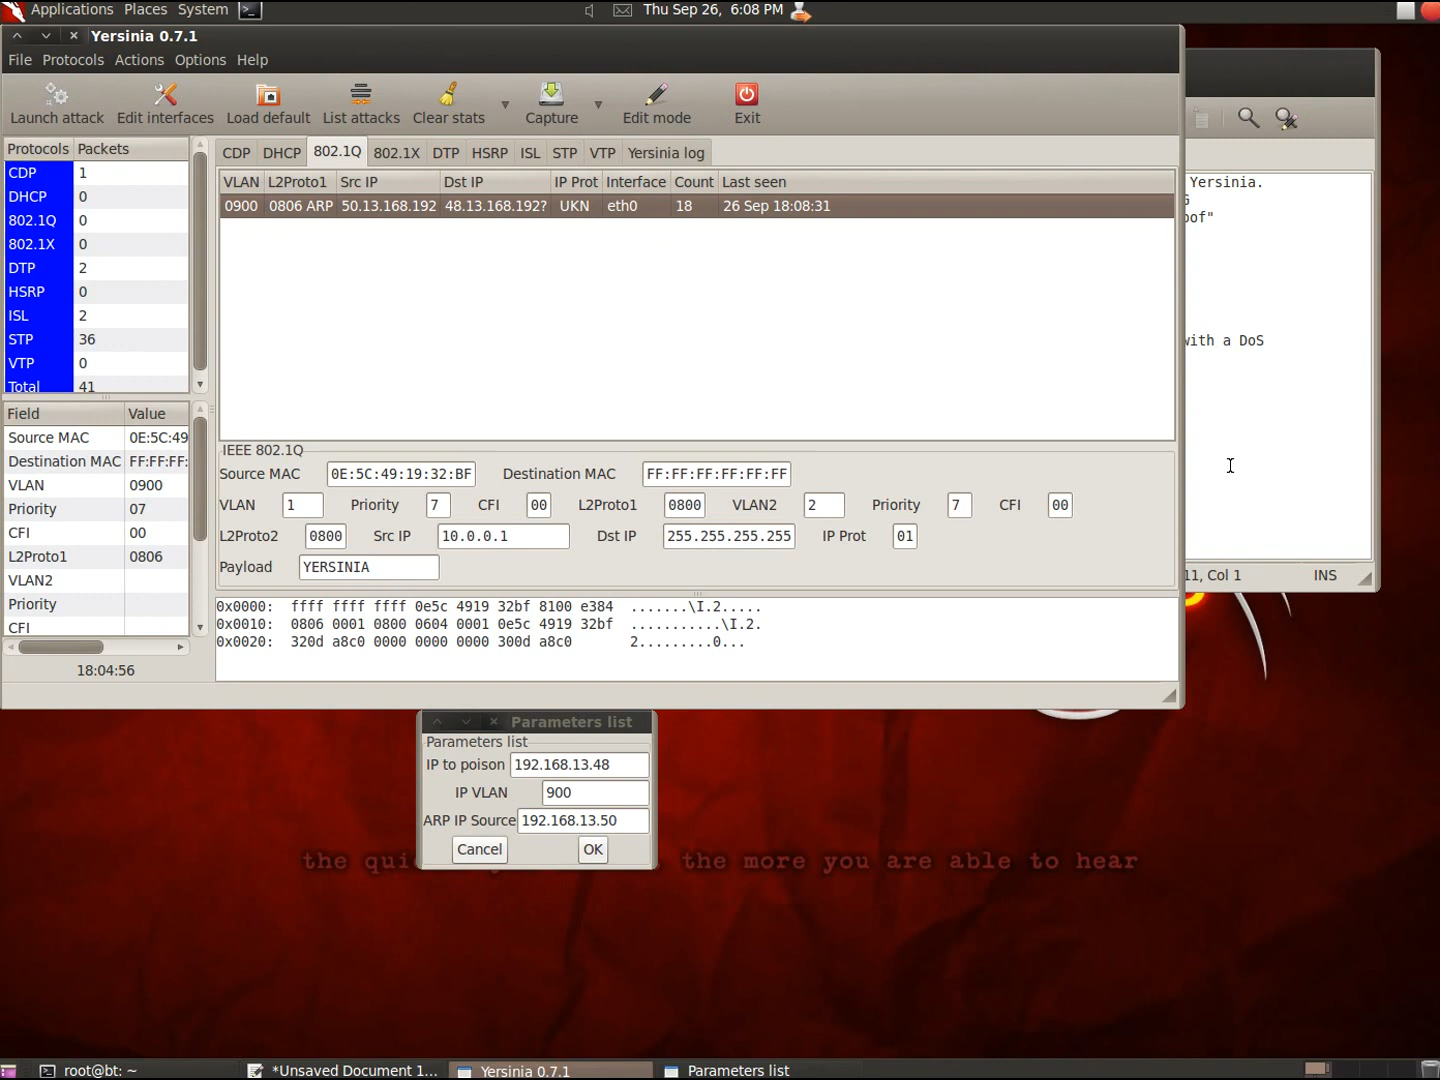 Applications Places System Thu Sep 26, 6:08 PM
Yersinia 0.7.1
File Protocols Actions Options Help
Launch attack Edit interfaces Load default List attacks Clear stats Capture Edit mode Exit
Protocols Packets
CDP 1
DHCP 0
802.1Q 0
802.1X 0
DTP 2
HSRP 0
ISL 2
STP 36
VTP 0
Total 41
Field Value
Source MAC 0E:5C:49
Destination MAC FF:FF:FF:
VLAN 0900
Priority 07
CFI 00
L2Proto1 0806
VLAN2
Priority
CFI
18:04:56
CDP DHCP 802.1Q 802.1X DTP HSRP ISL STP VTP Yersinia log
VLAN L2Proto1 Src IP Dst IP IP Prot Interface Count Last seen
0900 0806 ARP 50.13.168.192 48.13.168.192? UKN eth0 18 26 Sep 18:08:31
IEEE 802.1Q
Source MAC 0E:5C:49:19:32:BF Destination MAC FF:FF:FF:FF:FF:FF
VLAN 1 Priority 7 CFI 00 L2Proto1 0800 VLAN2 2 Priority 7 CFI 00
L2Proto2 0800 Src IP 10.0.0.1 Dst IP 255.255.255.255 IP Prot 01
Payload YERSINIA
0x0000: ffff ffff ffff 0e5c 4919 32bf 8100 e384 .......\I.2.....
0x0010: 0806 0001 0800 0604 0001 0e5c 4919 32bf ...........\I.2.
0x0020: 320d a8c0 0000 0000 0000 300d a8c0 2.........0...
Yersinia.
oof"
with a DoS
11, Col 1 INS
Parameters list
Parameters list
IP to poison 192.168.13.48
IP VLAN 900
ARP IP Source 192.168.13.50
Cancel OK
the qui , the more you are able to hear
root@bt: ~ *Unsaved Document 1... Yersinia 0.7.1 Parameters list